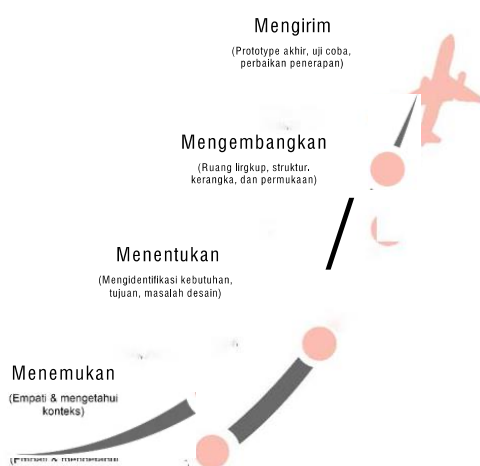 Mengirim
(Prototype akhir, uji coba,
perbaikan penerapan)
Mengembangkan
(Ruang lirgkup, struktur.
kerangka, dan permukaan)
Menentukan
(Mengidentifikasi kebutuhan,
tujuan, masalah desain)
Menemukan
(Empati & mengetahui
konteks)